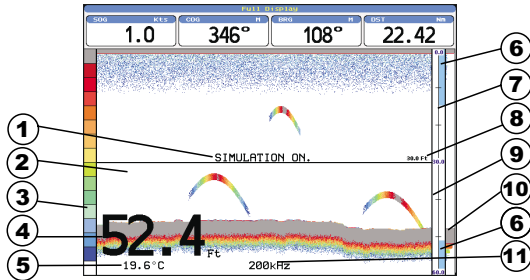 Full Display
SOG Kts COG M BRG M DST Nm
1.0 346° 108° 22.42
0.0
6
7
1 SIMULATION ON. 30.0 Ft 8
30.0
2
9
3
10
4 52.4 Ft
6
5 19.6°C 200kHz 60.0 11